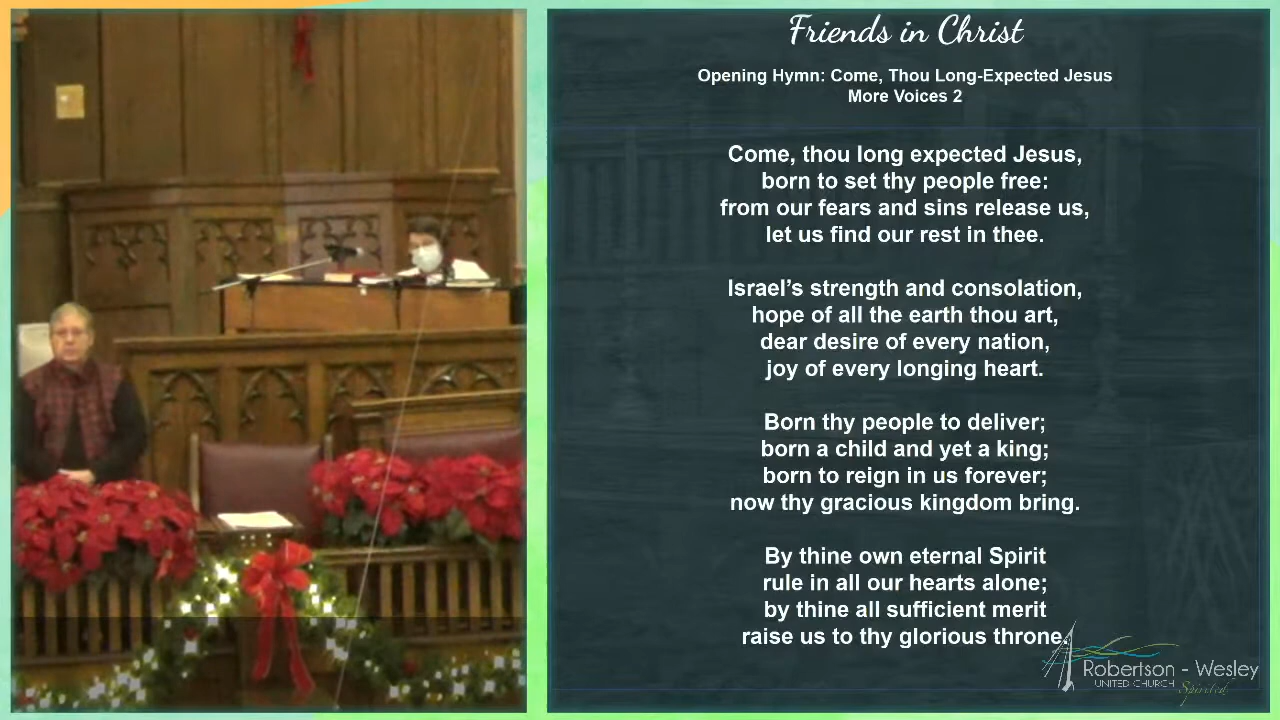 Friends in Christ
Opening Hymn: Come, Thou Long-Expected Jesus
More Voices 2
Come, thou long expected Jesus,
born to set thy people free:
from our fears and sins release us,
let us find our rest in thee.
Israel's strength and consolation,
hope of all the earth thou art,
dear desire of every nation,
joy of every longing heart.
Born thy people to deliver;
born a child and yet a king;
born to reign in us forever;
now thy gracious kingdom bring.
By thine own eternal Spirit
rule in all our hearts alone;
by thine all sufficient merit
raise us to thy glorious throne.
Robertson - Wesley
UNITED CHURCH
Spirited